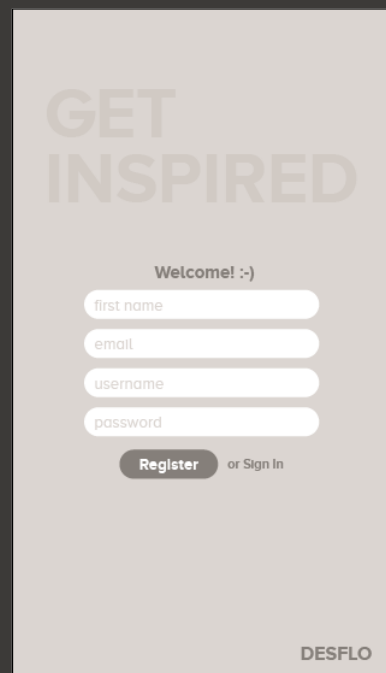 GET
INSPIRED
Welcome! :-)
first name
email
username
password
Register or Sign In
DESFLO